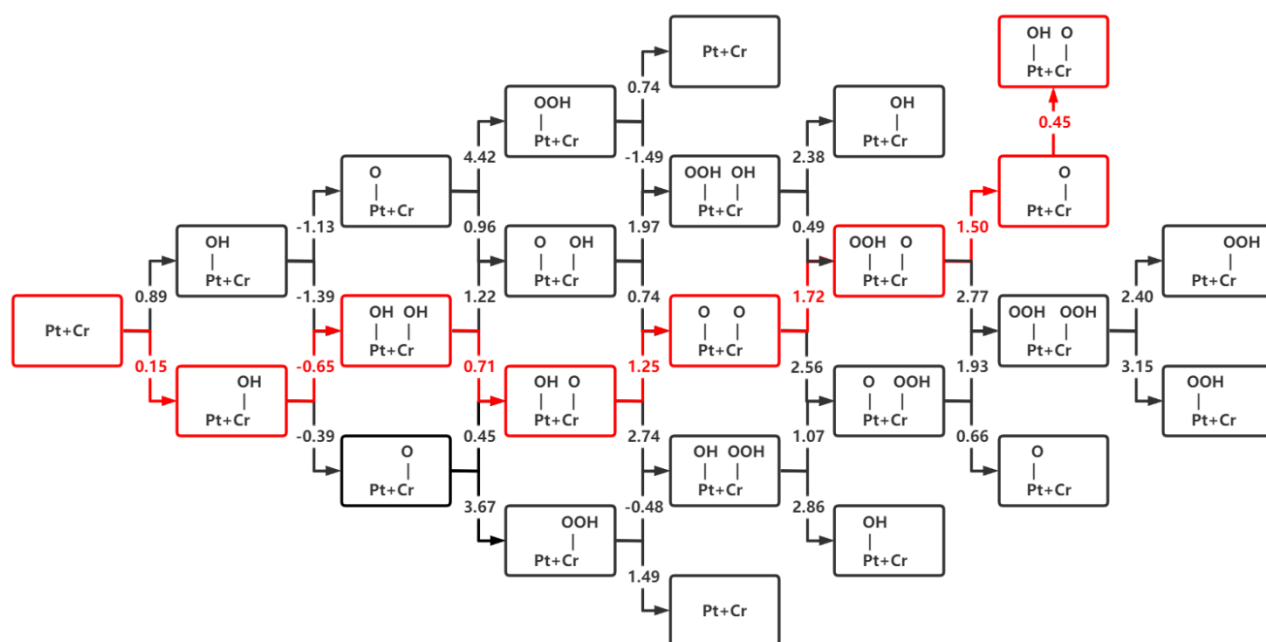 Pt+Cr
OH O
Pt+Cr
0.74
OOH
Pt+Cr
OH
Pt+Cr
0.45
4.42
-1.49
2.38
O
Pt+Cr
OOH OH
Pt+Cr
O
Pt+Cr
-1.13
0.96
1.97
0.49
1.50
OH
Pt+Cr
O OH
Pt+Cr
OOH O
Pt+Cr
OOH
Pt+Cr
0.89
-1.39
1.22
0.74
1.72
2.77
2.40
Pt+Cr
OH OH
Pt+Cr
O O
Pt+Cr
OOH OOH
Pt+Cr
0.15
-0.65
0.71
1.25
2.56
1.93
3.15
OH
Pt+Cr
OH O
Pt+Cr
O OOH
Pt+Cr
OOH
Pt+Cr
-0.39
0.45
2.74
1.07
0.66
O
Pt+Cr
OH OOH
Pt+Cr
O
Pt+Cr
3.67
-0.48
2.86
OOH
Pt+Cr
OH
Pt+Cr
1.49
Pt+Cr